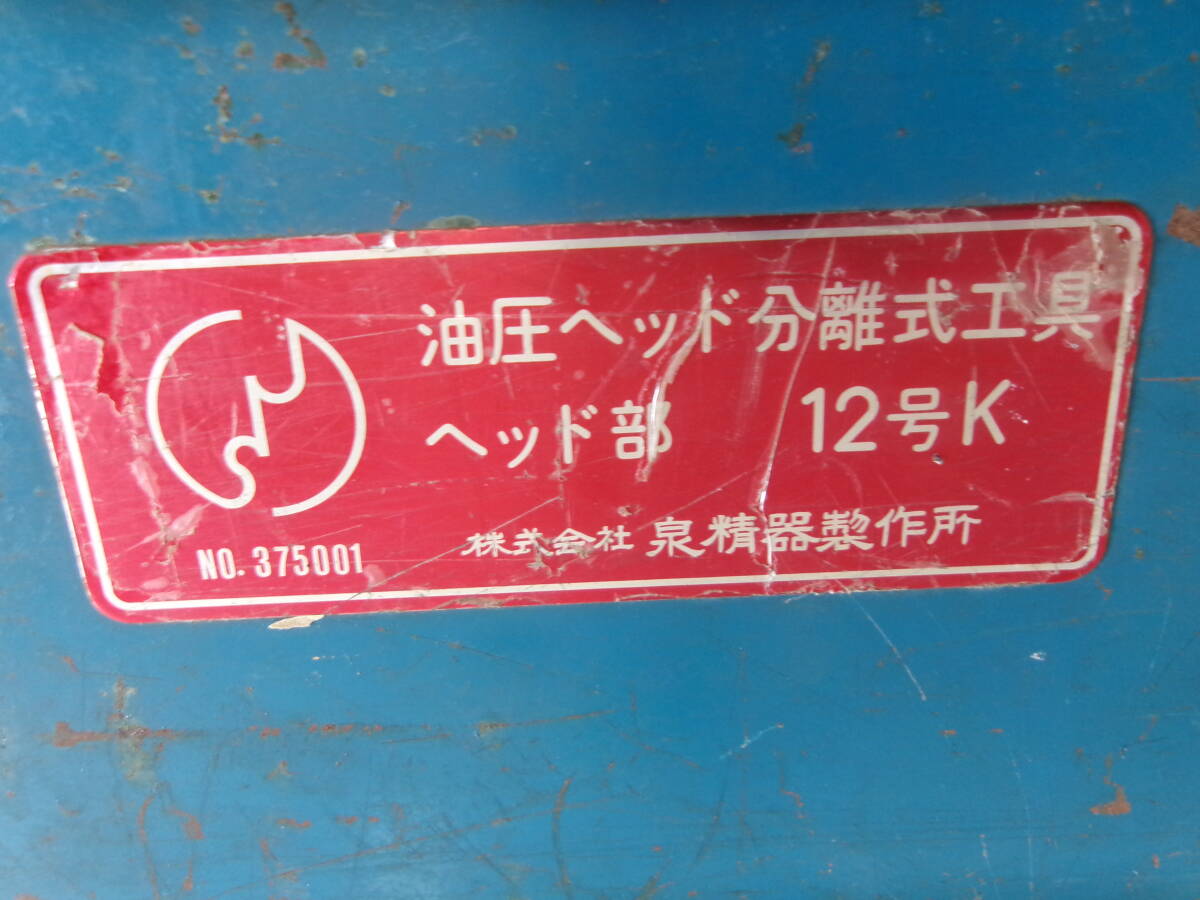 油圧ヘッド分離式工具
ヘッド部 12号K
株式会社 泉精器製作所
NO. 375001